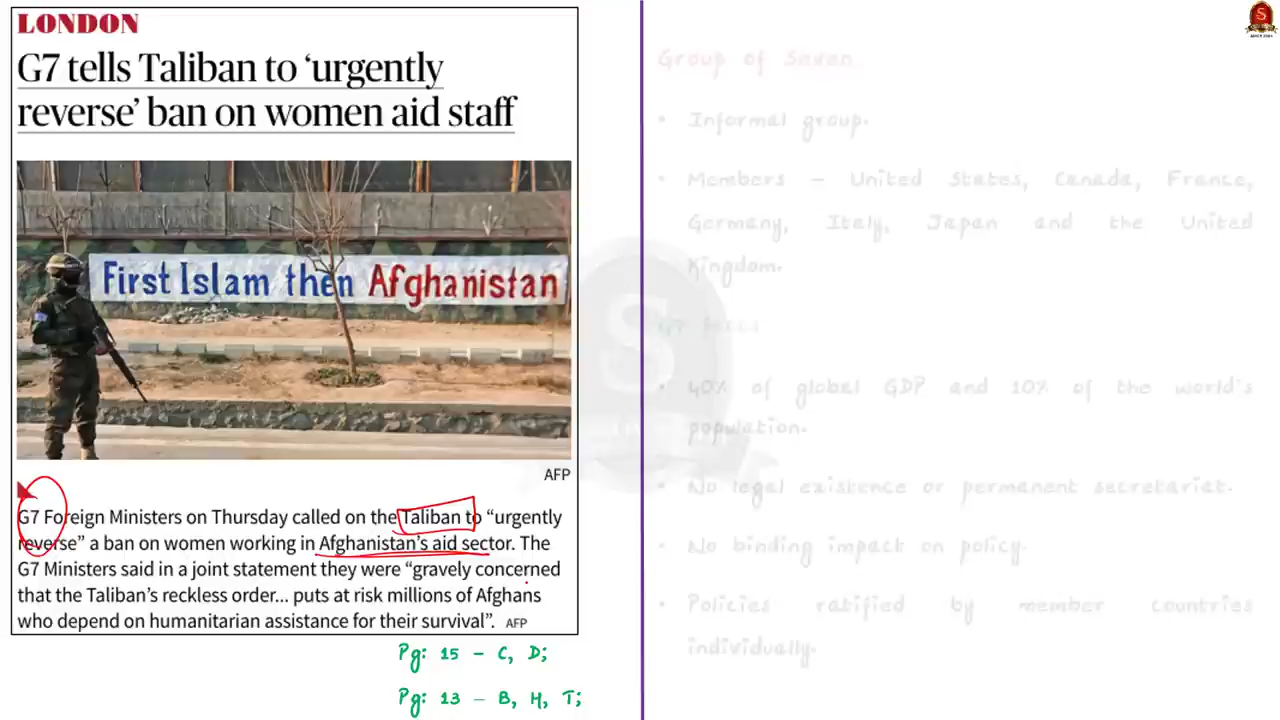 LONDON
G7 tells Taliban to ‘urgently
reverse’ ban on women aid staff
First Islam then Afghanistan
AFP
G7 Foreign Ministers on Thursday called on the Taliban to “urgently
reverse” a ban on women working in Afghanistan’s aid sector. The
G7 Ministers said in a joint statement they were “gravely concerned
that the Taliban’s reckless order... puts at risk millions of Afghans
who depend on humanitarian assistance for their survival”. AFP
Pg: 15 – C, D;
Pg: 13 – B, H, T;
Group of Seven
• Informal group.
• Members – United States, Canada, France,
Germany, Italy, Japan and the United
Kingdom.
G7
• 40% of global GDP and 10% of the world's
population.
• No legal existence or permanent secretariat.
• No binding impact on policy.
• Policies ratified by member countries
individually.